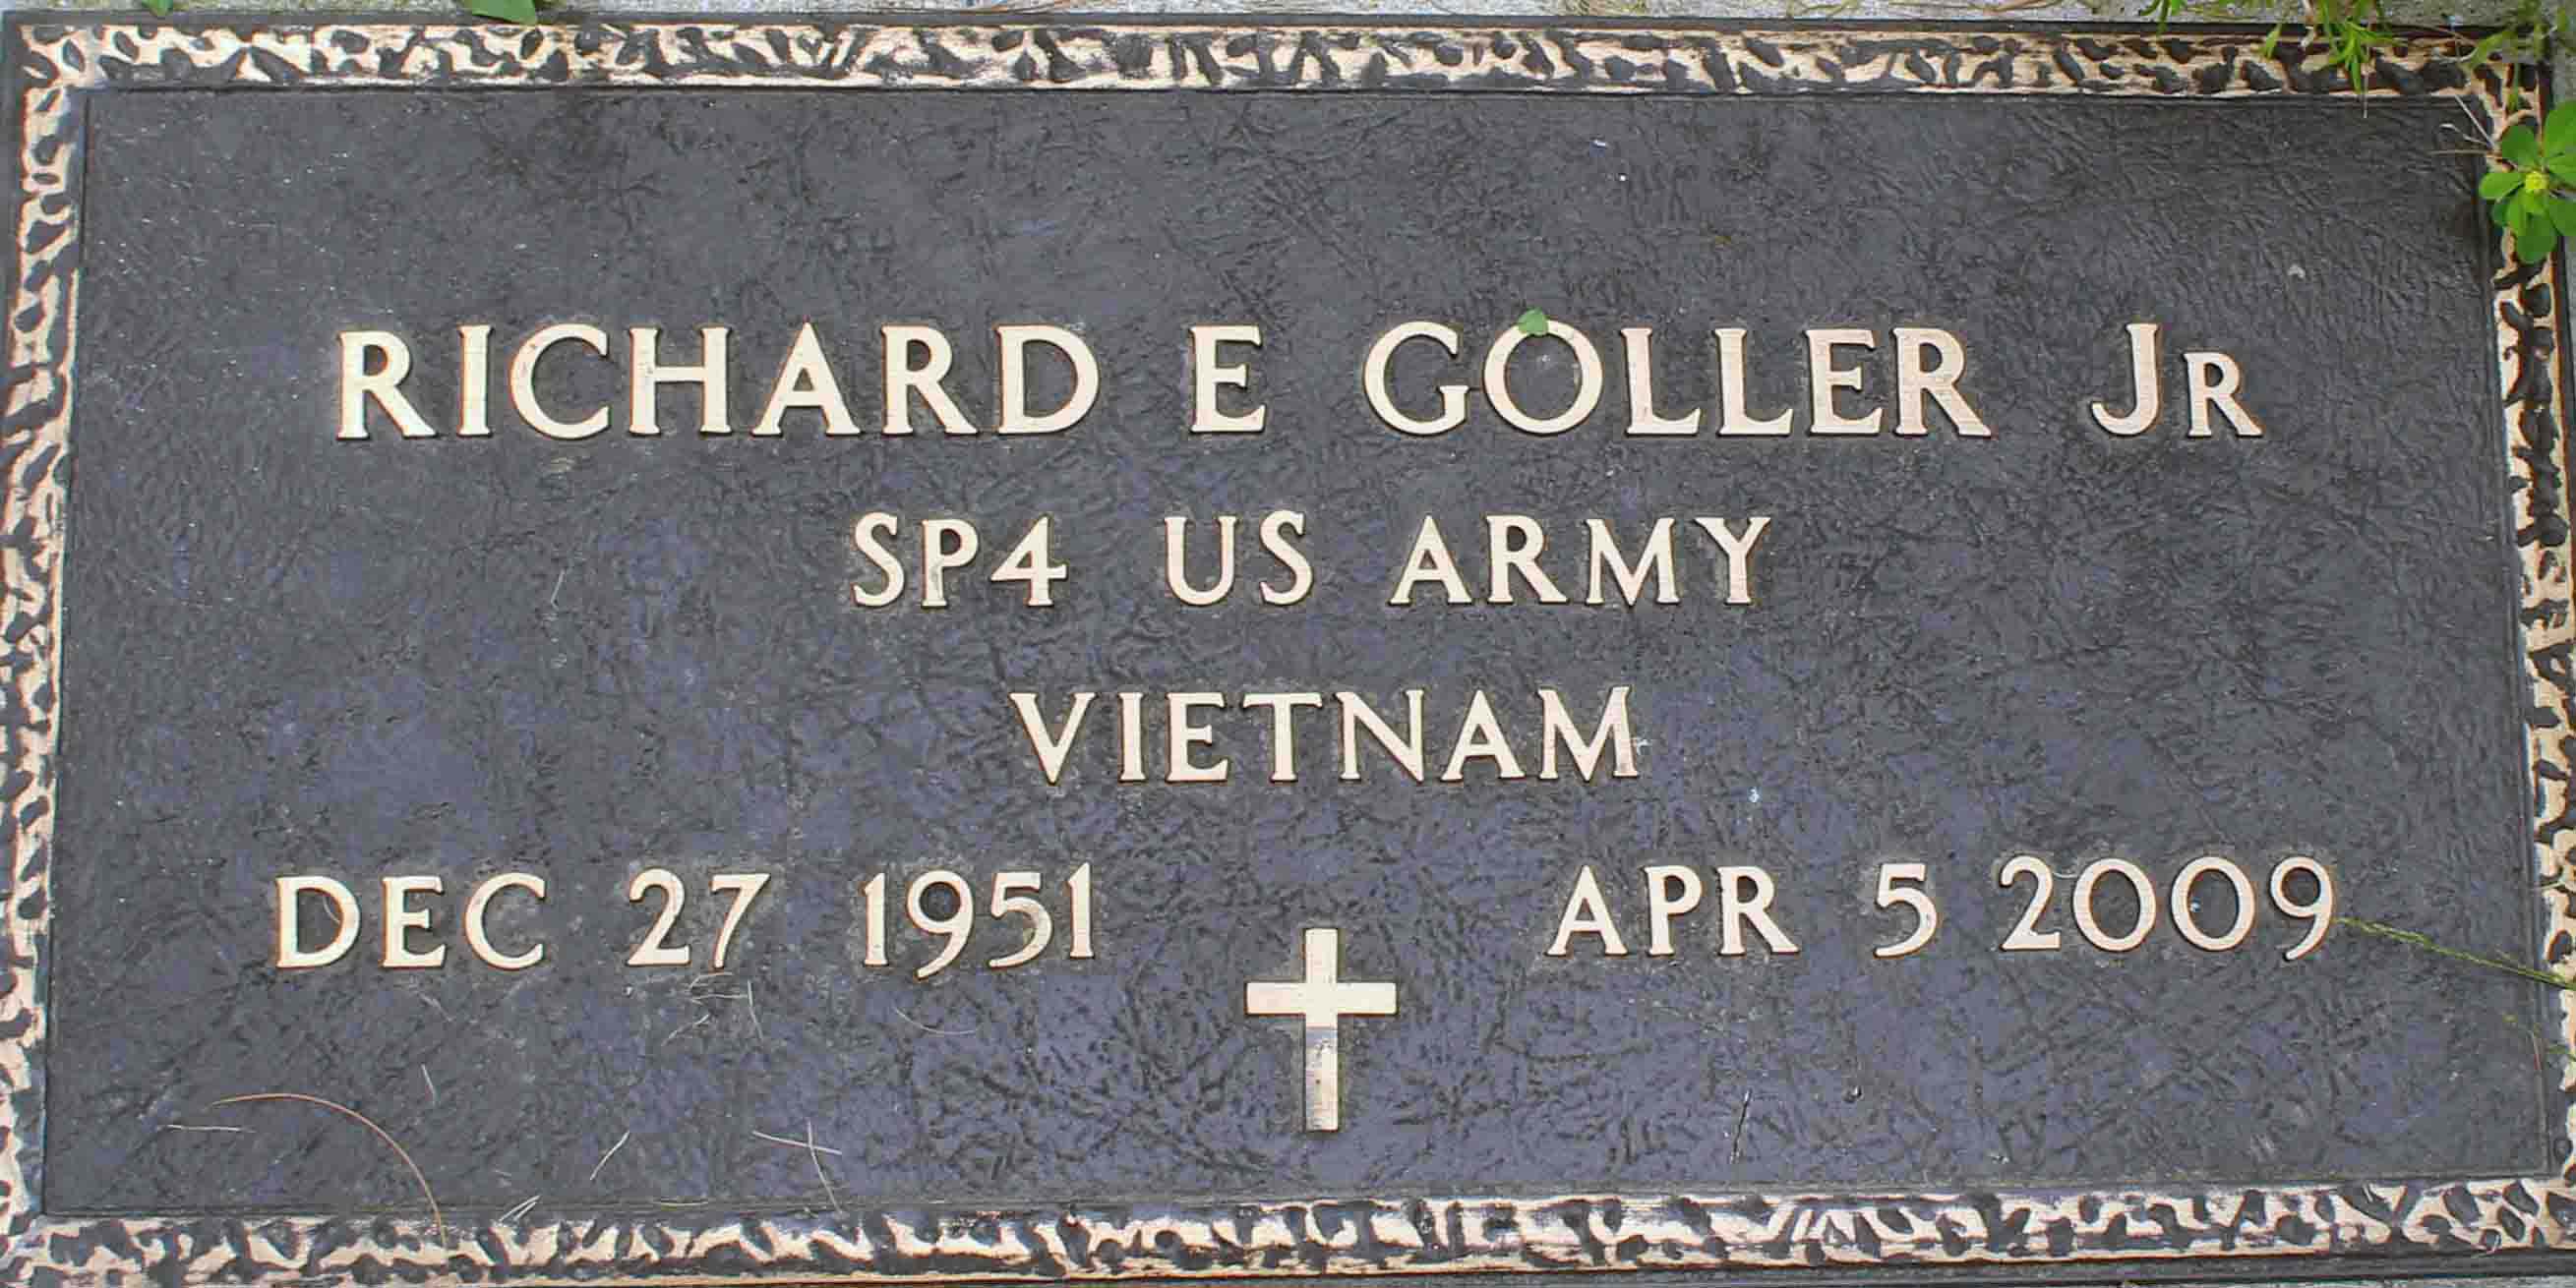 RICHARD E GOLLER JR
SP4 US ARMY
VIETNAM
DEC 27 1951 APR 5 2009